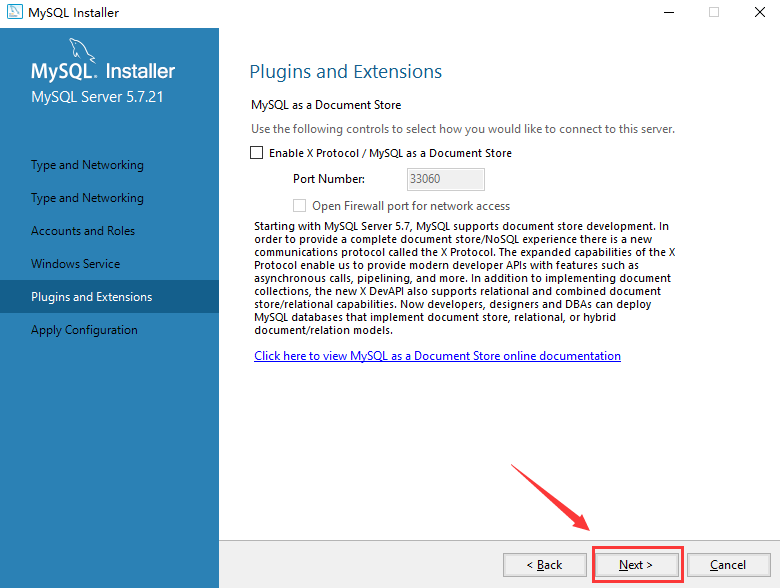 MySQL Installer
MySQL. Installer
MySQL Server 5.7.21
Type and Networking
Type and Networking
Accounts and Roles
Windows Service
Plugins and Extensions
Apply Configuration
Plugins and Extensions
MySQL as a Document Store
Use the following controls to select how you would like to connect to this server.
Enable X Protocol / MySQL as a Document Store
Port Number: 33060
Open Firewall port for network access
Starting with MySQL Server 5.7, MySQL supports document store development. In
order to provide a complete document store/NoSQL experience there is a new
communications protocol called the X Protocol. The expanded capabilities of the X
Protocol enable us to provide modern developer APIs with features such as
asynchronous calls, pipelining, and more. In addition to implementing document
collections, the new X DevAPI also supports relational and combined document
store/relational capabilities. Now developers, designers and DBAs can deploy
MySQL databases that implement document store, relational, or hybrid
document/relation models.
Click here to view MySQL as a Document Store online documentation
< Back Next > Cancel